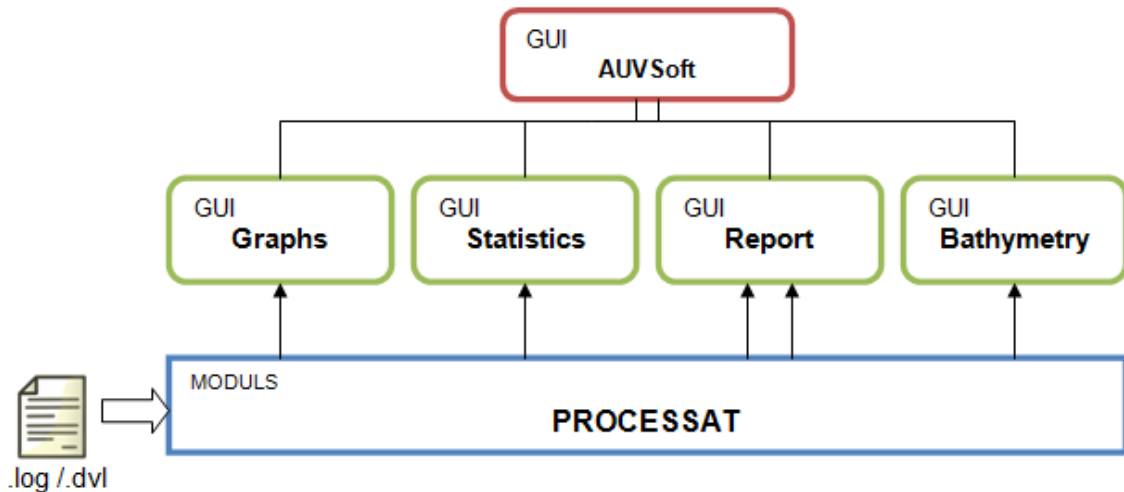 GUI
AUVSoft
GUI
Graphs
GUI
Statistics
GUI
Report
GUI
Bathymetry
MODULS
PROCESSAT
.log /.dvl